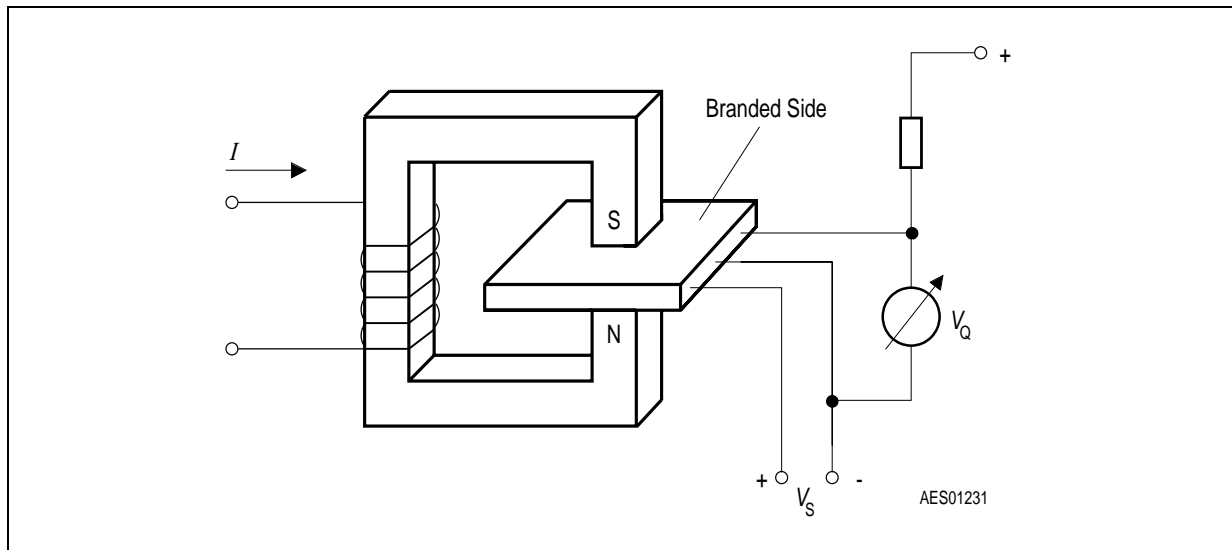 +
Branded Side
I
S
N
V_Q
+ V_S -
AES01231